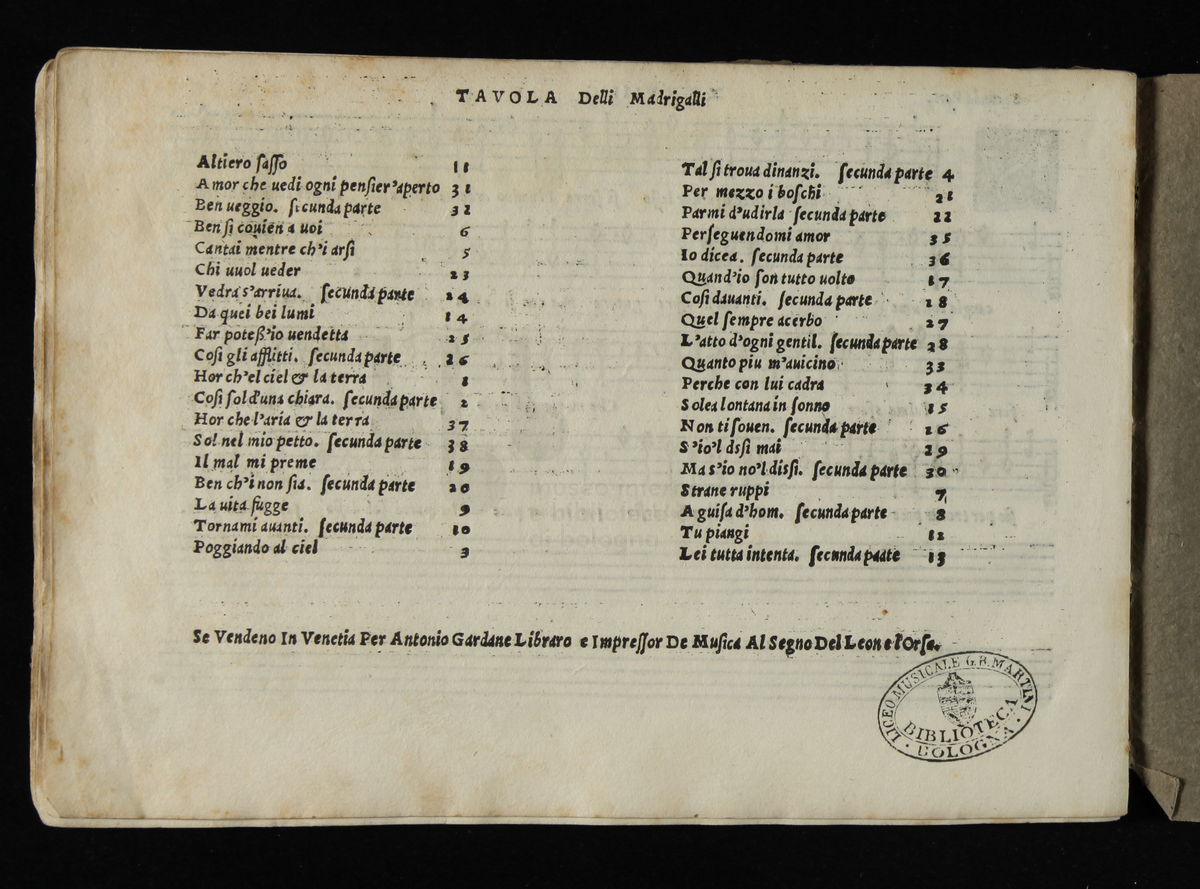 TAVOLA Delli Madrigalli
Altiero sasso 11
Amor che uedi ogni pensier'aperto 31
Ben ueggio. secunda parte 32
Ben si cõuien a uoi 6
Cantai mentre ch'i arsi 5
Chi uuol ueder 23
Vedra s'arriua. secunda parte 24
Da quei bei lumi 14
Far poteß'io uendetta 25
Cosi gli afflitti. secunda parte 26
Hor ch'el ciel & la terra 1
Cosi sol d'una chiara. secunda parte 2
Hor che l'aria & la terra 37
Sol nel mio petto. secunda parte 38
Il mal mi preme 19
Ben ch'i non sia. secunda parte 20
La uita fugge 9
Tornami auanti. secunda parte 10
Poggiando al ciel 3
Tal si troua dinanzi. secunda parte 4
Per mezzo i boschi 21
Parmi d'udirla secunda parte 22
Perseguendomi amor 35
Io dicea. secunda parte 36
Quand'io son tutto uolto 17
Cosi dauanti. secunda parte 18
Quel sempre acerbo 27
L'atto d'ogni gentil. secunda parte 28
Quanto piu m'auicino 33
Perche con lui cadra 34
Solea lontana in sonno 15
Non ti souen. secunda parte 16
S'io'l dssi mai 29
Ma s'io no'l dissi. secunda parte 30
Strane ruppi 7
A guisa d'hom. secunda parte 8
Tu piangi 12
Lei tutta intenta. secunda paate 13
Se Vendeno In Venetia Per Antonio Gardane Libraro e Impressor De Musica Al Segno Del Leon e l'Orsa.
LICEO MUSICALE G.B. MARTINI
BIBLIOTECA
BOLOGNA